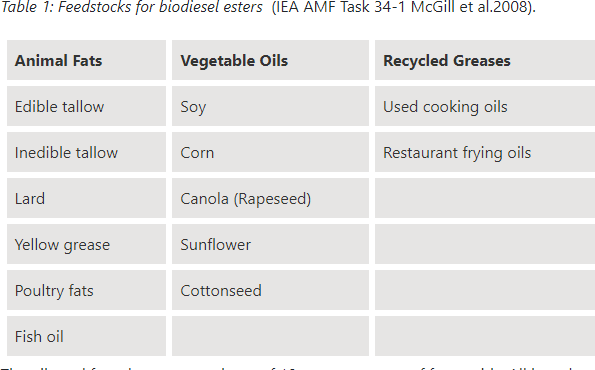 Table 1: Feedstocks for biodiesel esters (IEA AMF Task 34-1 McGill et al.2008).
Animal Fats Vegetable Oils Recycled Greases
Edible tallow Soy Used cooking oils
Inedible tallow Corn Restaurant frying oils
Lard Canola (Rapeseed)
Yellow grease Sunflower
Poultry fats Cottonseed
Fish oil